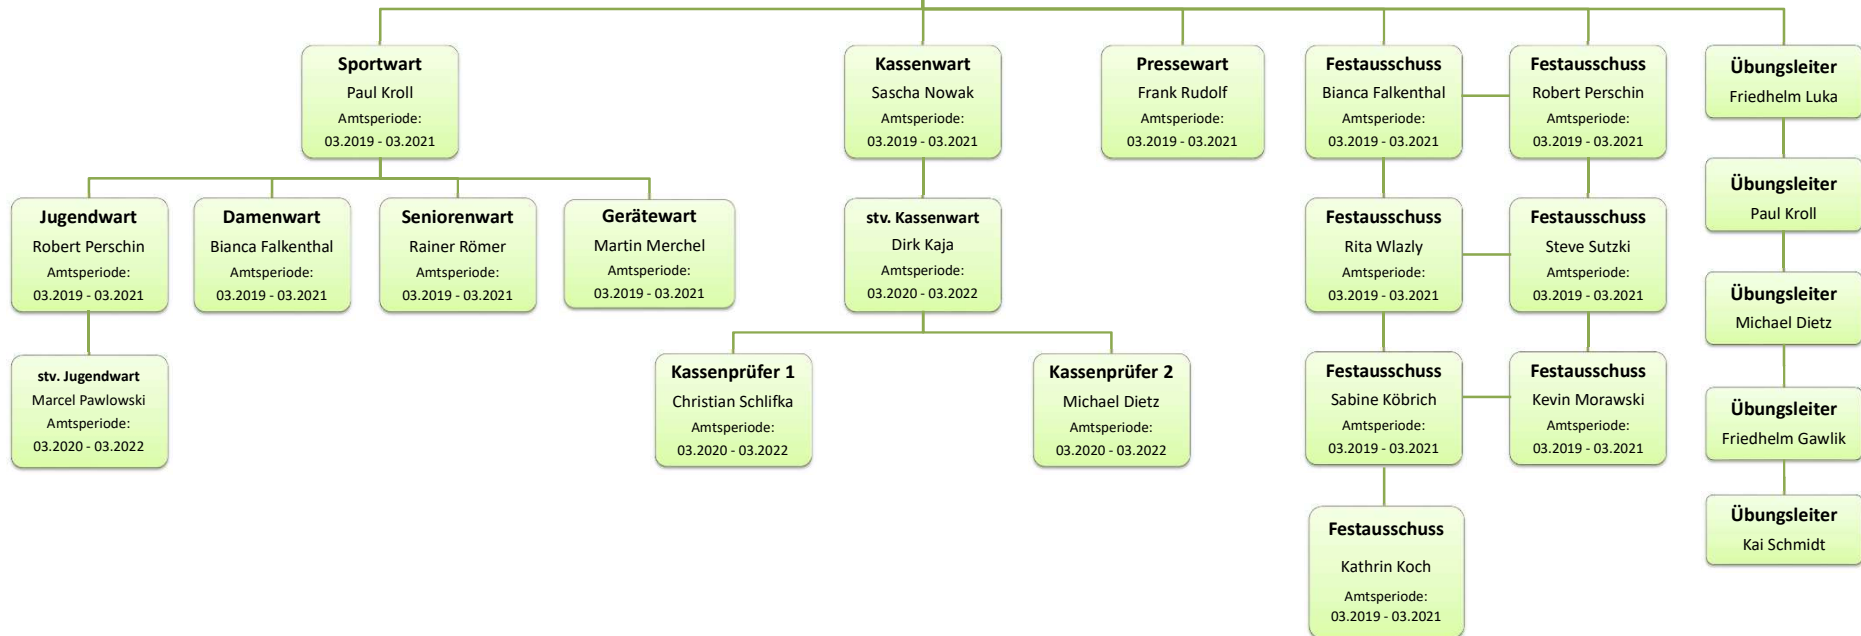 Sportwart
Paul Kroll
Amtsperiode:
03.2019 - 03.2021
Kassenwart
Sascha Nowak
Amtsperiode:
03.2019 - 03.2021
Pressewart
Frank Rudolf
Amtsperiode:
03.2019 - 03.2021
Festausschuss
Bianca Falkenthal
Amtsperiode:
03.2019 - 03.2021
Festausschuss
Robert Perschin
Amtsperiode:
03.2019 - 03.2021
Übungsleiter
Friedhelm Luka
Jugendwart
Robert Perschin
Amtsperiode:
03.2019 - 03.2021
Damenwart
Bianca Falkenthal
Amtsperiode:
03.2019 - 03.2021
Seniorenwart
Rainer Römer
Amtsperiode:
03.2019 - 03.2021
Gerätewart
Martin Merchel
Amtsperiode:
03.2019 - 03.2021
stv. Kassenwart
Dirk Kaja
Amtsperiode:
03.2020 - 03.2022
Festausschuss
Rita Wlazly
Amtsperiode:
03.2019 - 03.2021
Festausschuss
Steve Sutzki
Amtsperiode:
03.2019 - 03.2021
Übungsleiter
Paul Kroll
Übungsleiter
Michael Dietz
stv. Jugendwart
Marcel Pawlowski
Amtsperiode:
03.2020 - 03.2022
Kassenprüfer 1
Christian Schlifka
Amtsperiode:
03.2020 - 03.2022
Kassenprüfer 2
Michael Dietz
Amtsperiode:
03.2020 - 03.2022
Festausschuss
Sabine Köbrich
Amtsperiode:
03.2019 - 03.2021
Festausschuss
Kevin Morawski
Amtsperiode:
03.2019 - 03.2021
Übungsleiter
Friedhelm Gawlik
Festausschuss
Kathrin Koch
Amtsperiode:
03.2019 - 03.2021
Übungsleiter
Kai Schmidt